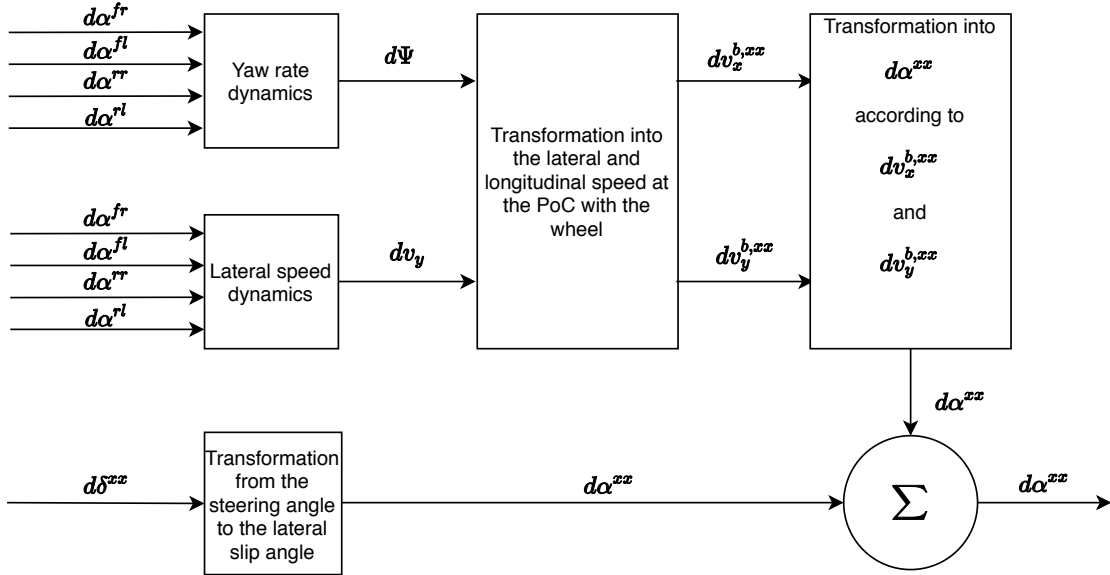 dα^{fr}
dα^{fl}
dα^{rr}
dα^{rl}
Yaw rate
dynamics
dΨ
Transformation into
the lateral and
longitudinal speed at
the PoC with the
wheel
dv_x^{b,xx}
dv_y^{b,xx}
Transformation into
dα^{xx}
according to
dv_x^{b,xx}
and
dv_y^{b,xx}
dα^{fr}
dα^{fl}
dα^{rr}
dα^{rl}
Lateral speed
dynamics
dv_y
dα^{xx}
dδ^{xx}
Transformation
from the
steering angle
to the lateral
slip angle
dα^{xx}
Σ
dα^{xx}